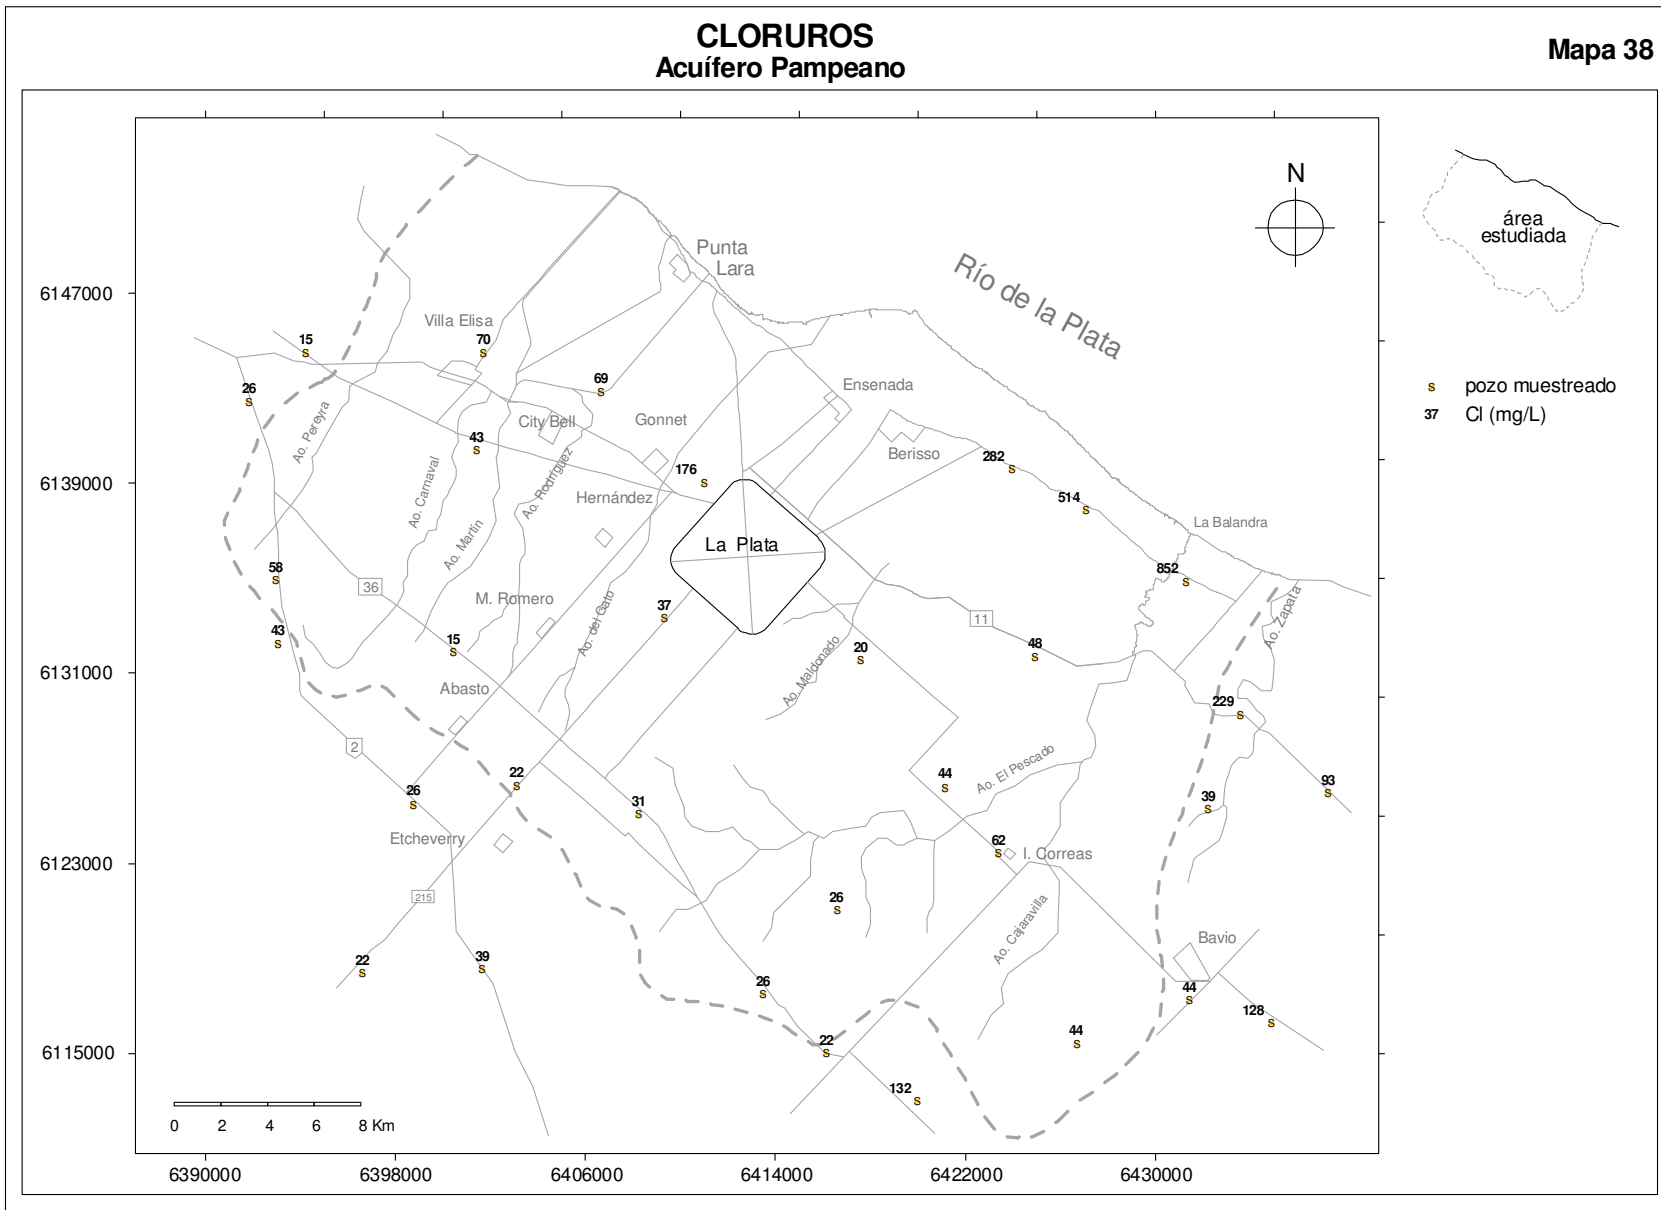 CLORUROS
Acuífero Pampeano
Mapa 38
N
área
estudiada
Punta
Lara
Río de la Plata
6147000
Villa Elisa
15
70
26
69
Ensenada
pozo muestreado
s
37
Cl (mg/L)
City Bell
Gonnet
Ao. Pereyra
43
Berisso
282
176
6139000
Ao. Carnaval
Ao. Rodríguez
Hernández
514
La Balandra
Ao. Martín
La Plata
58
36
852
M. Romero
37
Ao. del Gato
11
Ao. Zapata
43
15
20
48
6131000
Ao. Maldonado
Abasto
229
2
22
44
Ao. El Pescado
26
31
39
93
Etcheverry
62
I. Correas
6123000
215
26
Ao. Cajaravilla
Bavio
22
39
26
44
128
44
22
6115000
132
0 2 4 6 8 Km
6390000 6398000 6406000 6414000 6422000 6430000